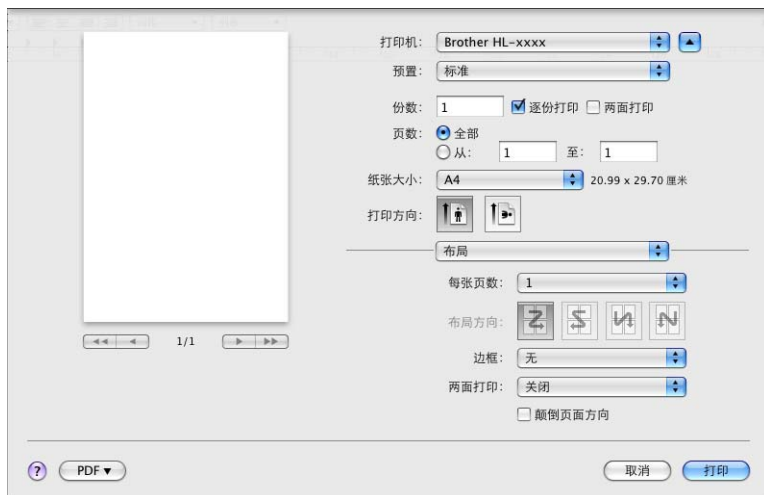 打印机: Brother HL-xxxx
预置: 标准
份数: 1 逐份打印 两面打印
页数: 全部
从: 1 至: 1
纸张大小: A4 20.99 x 29.70 厘米
打印方向:
布局
每张页数: 1
布局方向:
边框: 无
两面打印: 关闭
颠倒页面方向
1/1
? PDF▼ 取消 打印